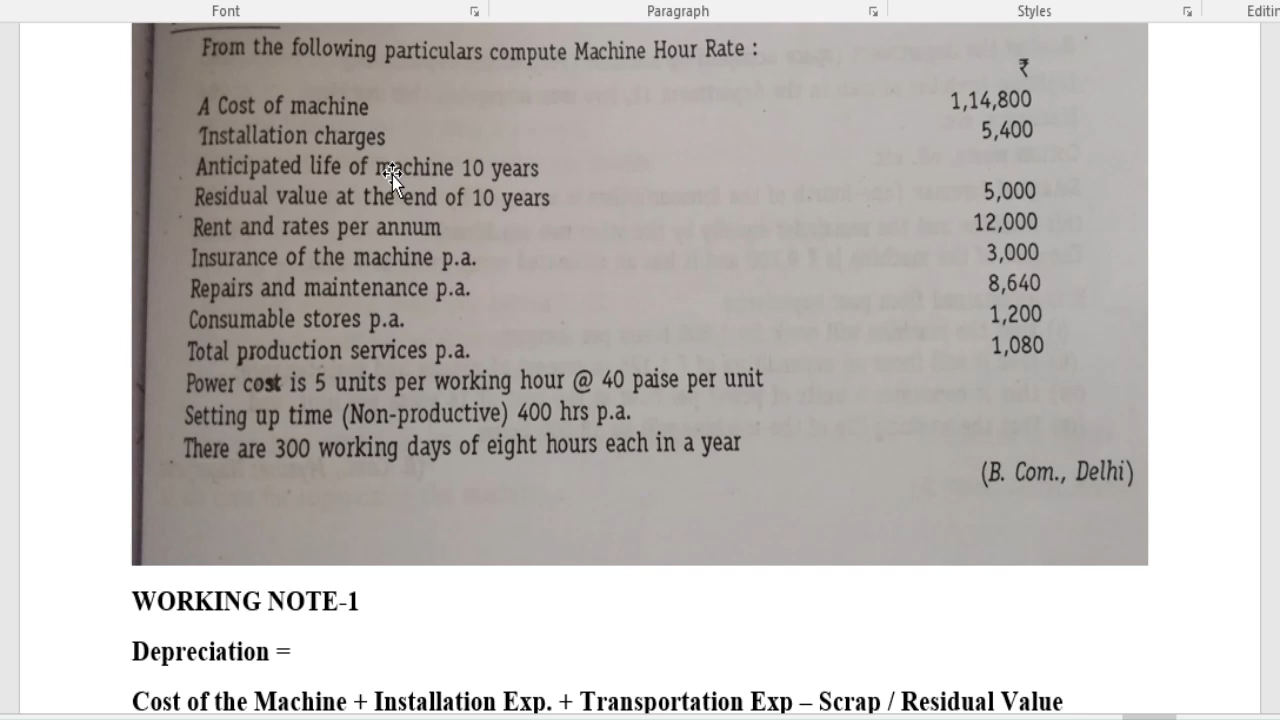 Font Paragraph Styles Editin
From the following particulars compute Machine Hour Rate :
₹
A Cost of machine 1,14,800
Installation charges 5,400
Anticipated life of machine 10 years
Residual value at the end of 10 years 5,000
Rent and rates per annum 12,000
Insurance of the machine p.a. 3,000
Repairs and maintenance p.a. 8,640
Consumable stores p.a. 1,200
Total production services p.a. 1,080
Power cost is 5 units per working hour @ 40 paise per unit
Setting up time (Non-productive) 400 hrs p.a.
There are 300 working days of eight hours each in a year
(B. Com., Delhi)
WORKING NOTE-1
Depreciation =
Cost of the Machine + Installation Exp. + Transportation Exp – Scrap / Residual Value